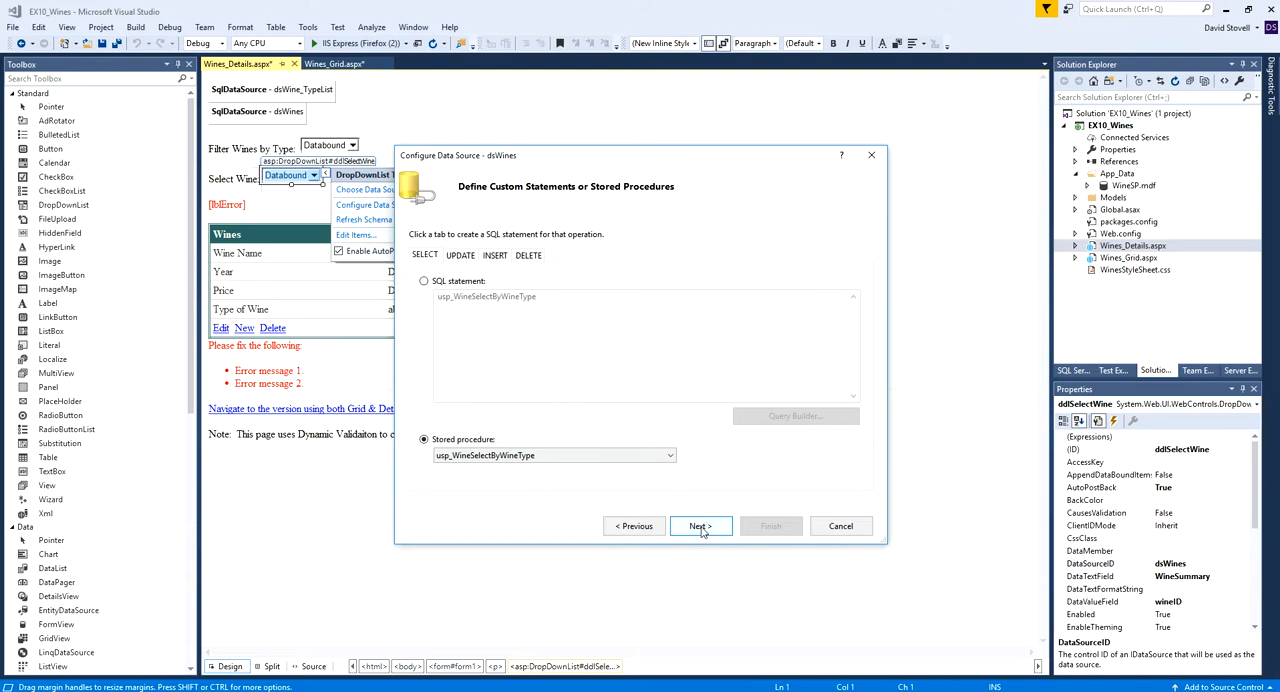 EX10_Wines - Microsoft Visual Studio
Quick Launch (Ctrl+Q)
File Edit View Project Build Debug Team Format Table Tools Test Analyze Window Help
David Stovell DS
Debug Any CPU IIS Express (Firefox (2)) (New Inline Style) Paragraph (Default) B I U A
Toolbox
Search Toolbox
Standard
Pointer
AdRotator
BulletedList
Button
Calendar
CheckBox
CheckBoxList
DropDownList
FileUpload
HiddenField
HyperLink
Image
ImageButton
ImageMap
Label
LinkButton
ListBox
Literal
Localize
MultiView
Panel
PlaceHolder
RadioButton
RadioButtonList
Substitution
Table
TextBox
View
Wizard
Xml
Data
Pointer
Chart
DataList
DataPager
DetailsView
EntityDataSource
FormView
GridView
LinqDataSource
ListView
Wines_Details.aspx* Wines_Grid.aspx*
SqlDataSource - dsWine_TypeList
SqlDataSource - dsWines
Filter Wines by Type: Databound
asp:DropDownList#ddlSelectWine
Select Wine: Databound
[lblError]
DropDownList T
Choose Data Sou
Configure Data S
Refresh Schema
Edit Items...
Enable AutoP
Wines
Wine Name
Year D
Price D
Type of Wine al
Edit New Delete
Please fix the following:
• Error message 1.
• Error message 2.
Navigate to the version using both Grid & Det
Note: This page uses Dynamic Validaiton to c
Configure Data Source - dsWines
?
Define Custom Statements or Stored Procedures
Click a tab to create a SQL statement for that operation.
SELECT UPDATE INSERT DELETE
SQL statement:
usp_WineSelectByWineType
Query Builder...
Stored procedure:
usp_WineSelectByWineType
< Previous Next > Finish Cancel
Design Split Source <html> <body> <form#form1> <p> <asp:DropDownList#ddlSelec...>
Solution Explorer
Search Solution Explorer (Ctrl+;)
Solution 'EX10_Wines' (1 project)
EX10_Wines
Connected Services
Properties
References
App_Data
WineSP.mdf
Models
Global.asax
packages.config
Web.config
Wines_Details.aspx
Wines_Grid.aspx
WinesStyleSheet.css
SQL Ser... Test Ex... Solutio... Team E... Server E...
Properties
ddlSelectWine System.Web.UI.WebControls.DropDow
(Expressions)
(ID) ddlSelectWine
AccessKey
AppendDataBoundItems False
AutoPostBack True
BackColor
CausesValidation False
ClientIDMode Inherit
CssClass
DataMember
DataSourceID dsWines
DataTextField WineSummary
DataTextFormatString
DataValueField wineID
Enabled True
EnableTheming True
DataSourceID
The control ID of an IDataSource that will be used as the
data source.
Diagnostic Tools
Drag margin handles to resize margins. Press SHIFT or CTRL for more options. Ln 1 Col 1 Ch 1 INS Add to Source Control